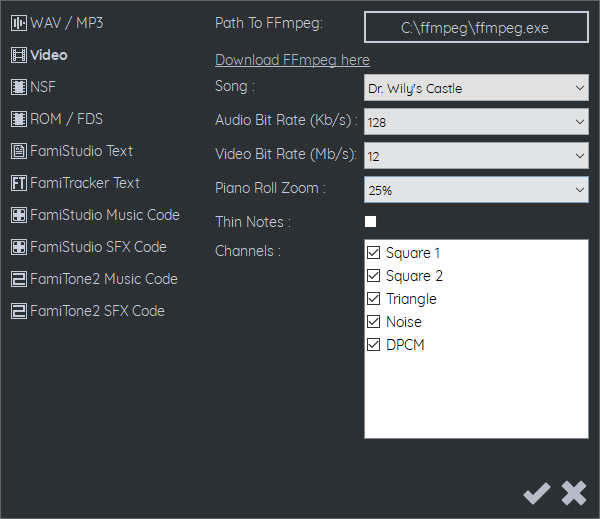 WAV / MP3
Video
NSF
ROM / FDS
FamiStudio Text
FT FamiTracker Text
FamiStudio Music Code
FamiStudio SFX Code
FamiTone2 Music Code
FamiTone2 SFX Code
Path To FFmpeg: C:\ffmpeg\ffmpeg.exe
Download FFmpeg here
Song : Dr. Wily's Castle
Audio Bit Rate (Kb/s) : 128
Video Bit Rate (Mb/s): 12
Piano Roll Zoom : 25%
Thin Notes :
Channels :
Square 1
Square 2
Triangle
Noise
DPCM